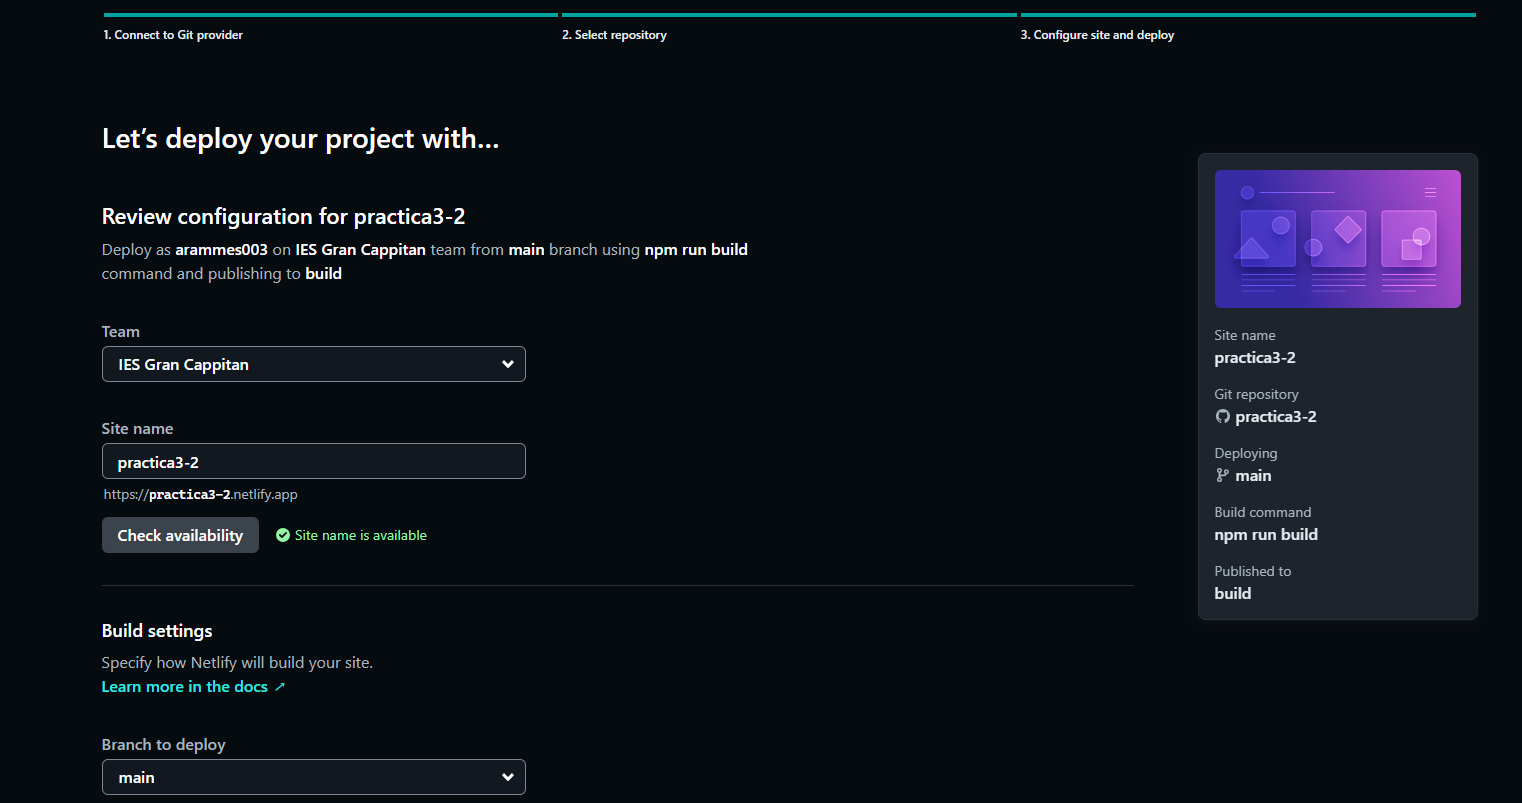 1. Connect to Git provider
2. Select repository
3. Configure site and deploy
Let’s deploy your project with…
Review configuration for practica3-2
Deploy as arammes003 on IES Gran Cappitan team from main branch using npm run build
command and publishing to build
Team
IES Gran Cappitan
Site name
practica3-2
https://practica3-2.netlify.app
Check availability
Site name is available
Build settings
Specify how Netlify will build your site.
Learn more in the docs ↗
Branch to deploy
main
Site name
practica3-2
Git repository
practica3-2
Deploying
main
Build command
npm run build
Published to
build